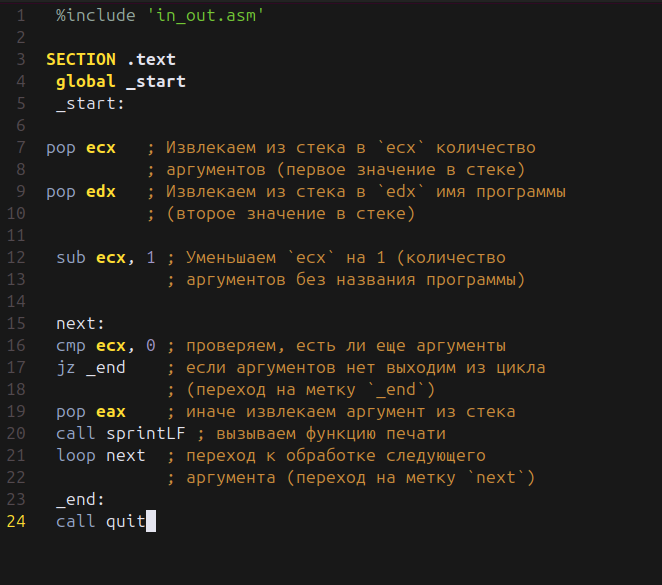 1 %include 'in_out.asm'
2
3 SECTION .text
4 global _start
5 _start:
6
7 pop ecx ; Извлекаем из стека в `ecx` количество
8 ; аргументов (первое значение в стеке)
9 pop edx ; Извлекаем из стека в `edx` имя программы
10 ; (второе значение в стеке)
11
12 sub ecx, 1 ; Уменьшаем `ecx` на 1 (количество
13 ; аргументов без названия программы)
14
15 next:
16 cmp ecx, 0 ; проверяем, есть ли еще аргументы
17 jz _end ; если аргументов нет выходим из цикла
18 ; (переход на метку `_end`)
19 pop eax ; иначе извлекаем аргумент из стека
20 call sprintLF ; вызываем функцию печати
21 loop next ; переход к обработке следующего
22 ; аргумента (переход на метку `next`)
23 _end:
24 call quit